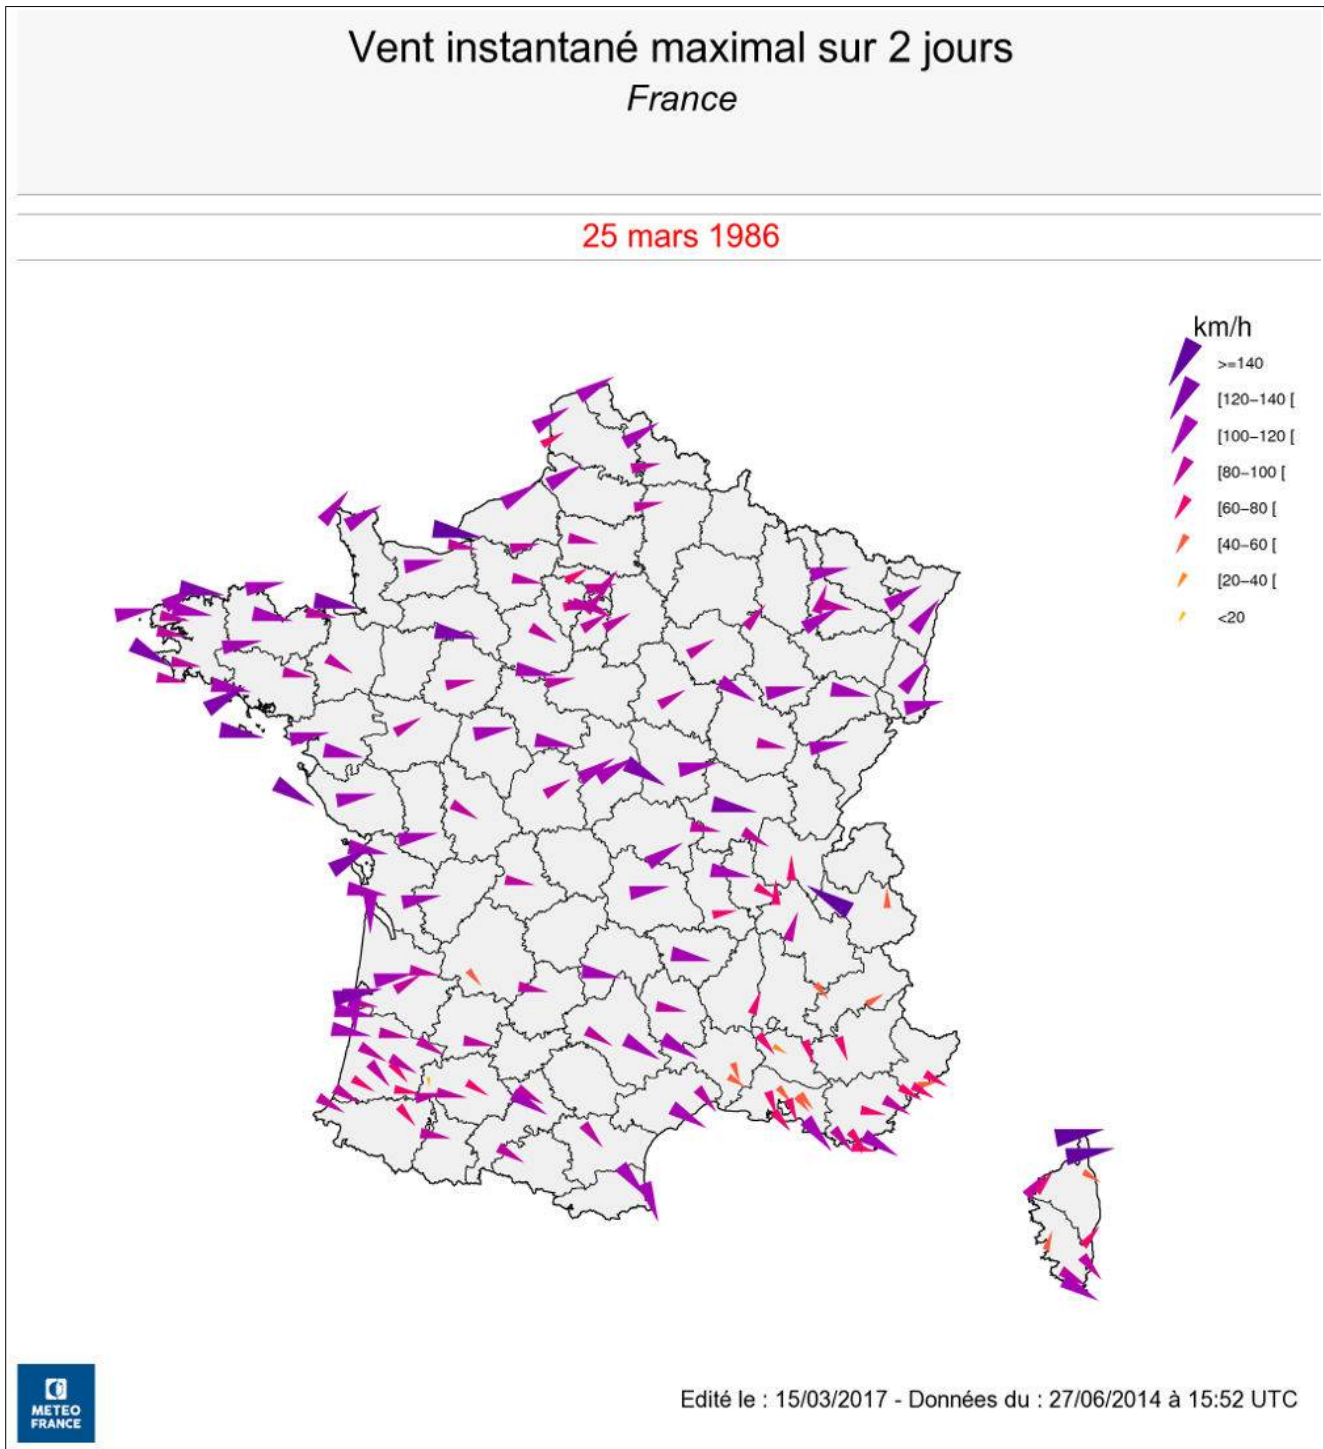 Vent instantané maximal sur 2 jours
France
25 mars 1986
km/h
>=140
[120-140 [
[100-120 [
[80-100 [
[60-80 [
[40-60 [
[20-40 [
<20
METEO
FRANCE
Edité le : 15/03/2017 - Données du : 27/06/2014 à 15:52 UTC